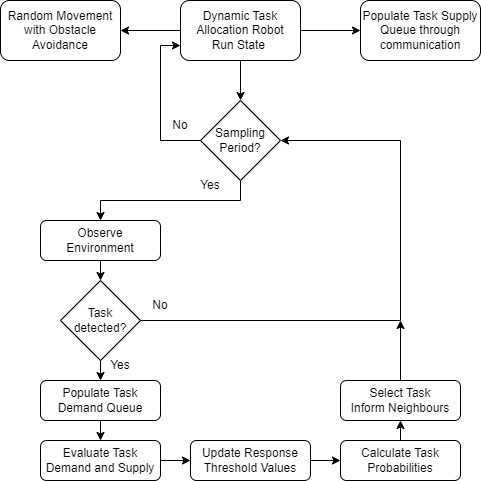 Random Movement
with Obstacle
Avoidance
Dynamic Task
Allocation Robot
Run State
Populate Task Supply
Queue through
communication
No
Sampling
Period?
Yes
Observe
Environment
Task
detected?
No
Yes
Populate Task
Demand Queue
Select Task
Inform Neighbours
Evaluate Task
Demand and Supply
Update Response
Threshold Values
Calculate Task
Probabilities